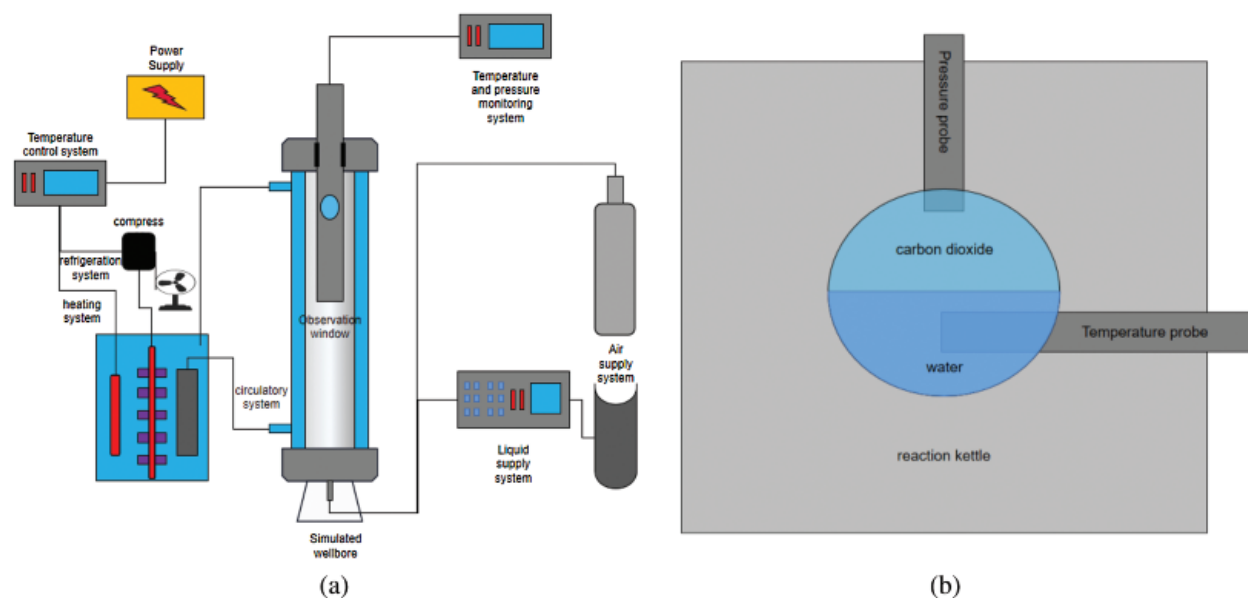 Power
Supply
Temperature
control system
compress
refrigeration
system
heating
system
circulatory
system
Observation
window
Simulated
wellbore
Temperature
and pressure
monitoring
system
Air
supply
system
Liquid
supply
system
(a)
Pressure probe
carbon dioxide
Temperature probe
water
reaction kettle
(b)